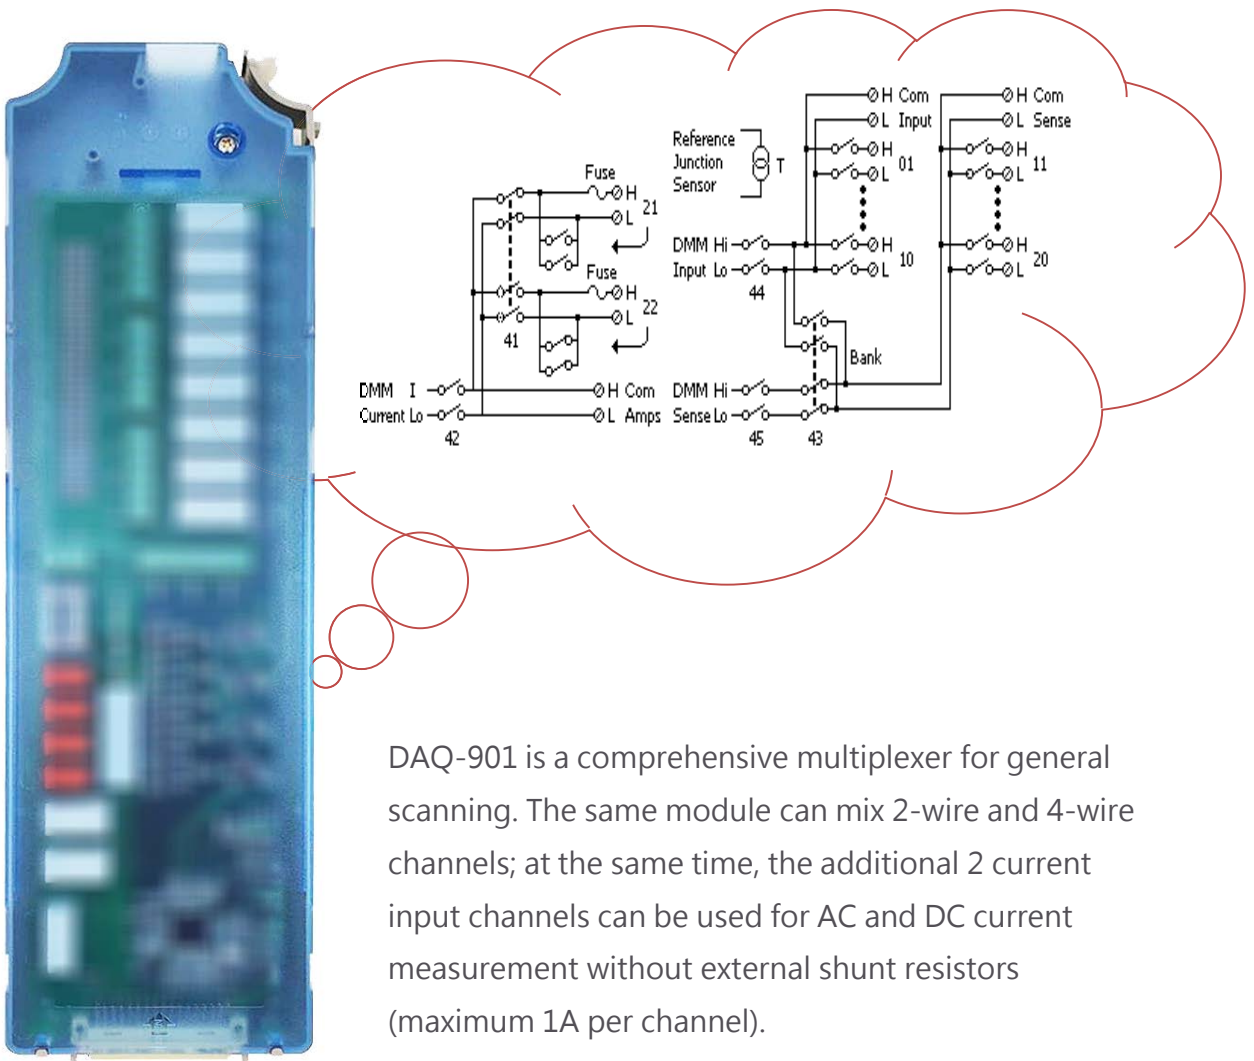 H Com
L Input
H
01
L
H
10
L
H Com
L Sense
H
11
L
H
20
L
Reference
Junction
Sensor
T
Fuse
H
21
L
Fuse
H
22
L
41
DMM Hi
Input Lo
44
Bank
DMM I
Current Lo
42
H Com
L Amps
DMM Hi
Sense Lo
45
43
DAQ-901 is a comprehensive multiplexer for general
scanning. The same module can mix 2-wire and 4-wire
channels; at the same time, the additional 2 current
input channels can be used for AC and DC current
measurement without external shunt resistors
(maximum 1A per channel).